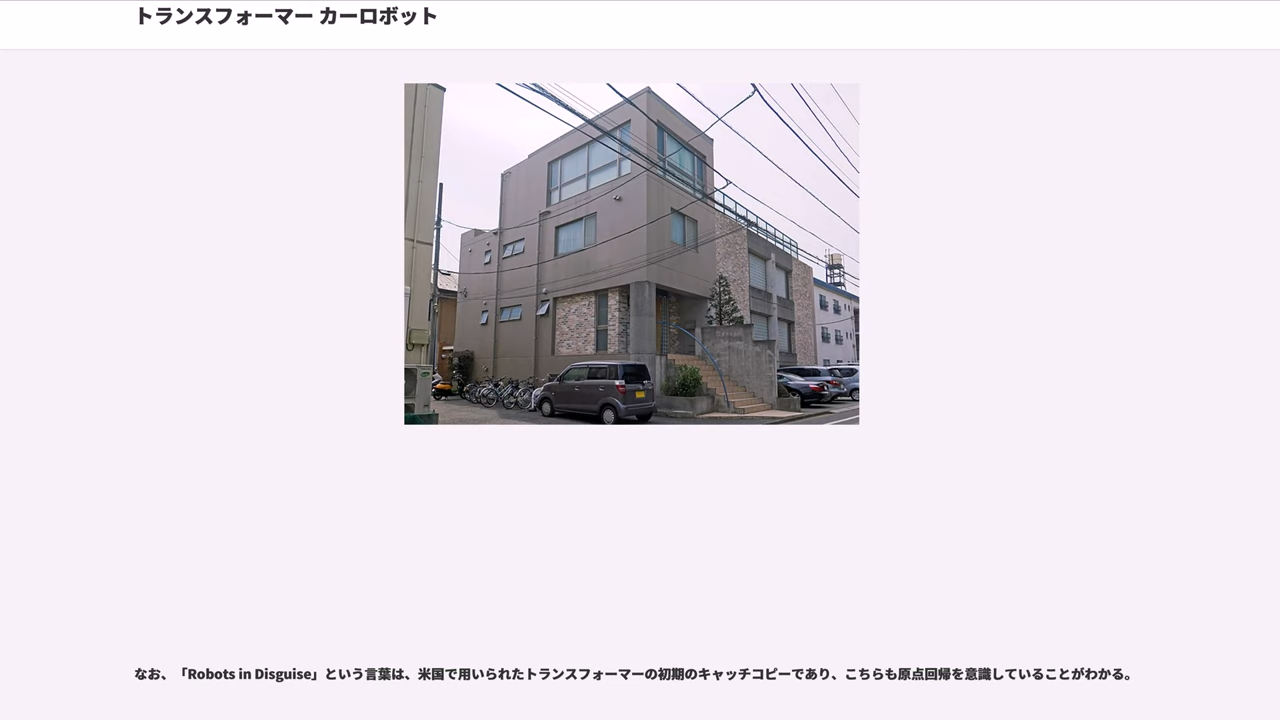 トランスフォーマー カーロボット
なお、「Robots in Disguise」という言葉は、米国で用いられたトランスフォーマーの初期のキャッチコピーであり、こちらも原点回帰を意識していることがわかる。